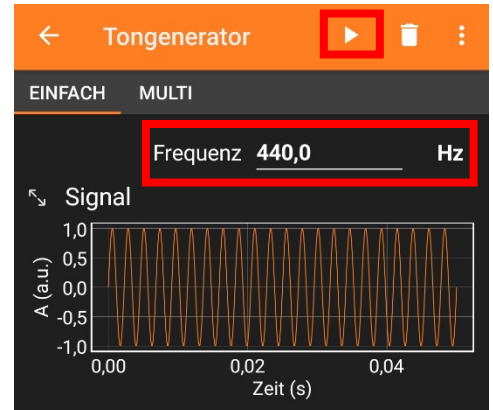 Tongenerator
EINFACH MULTI
Frequenz 440,0 Hz
Signal
1,0
0,5
0,0
-0,5
-1,0
A (a.u.)
0,00 0,02 0,04
Zeit (s)